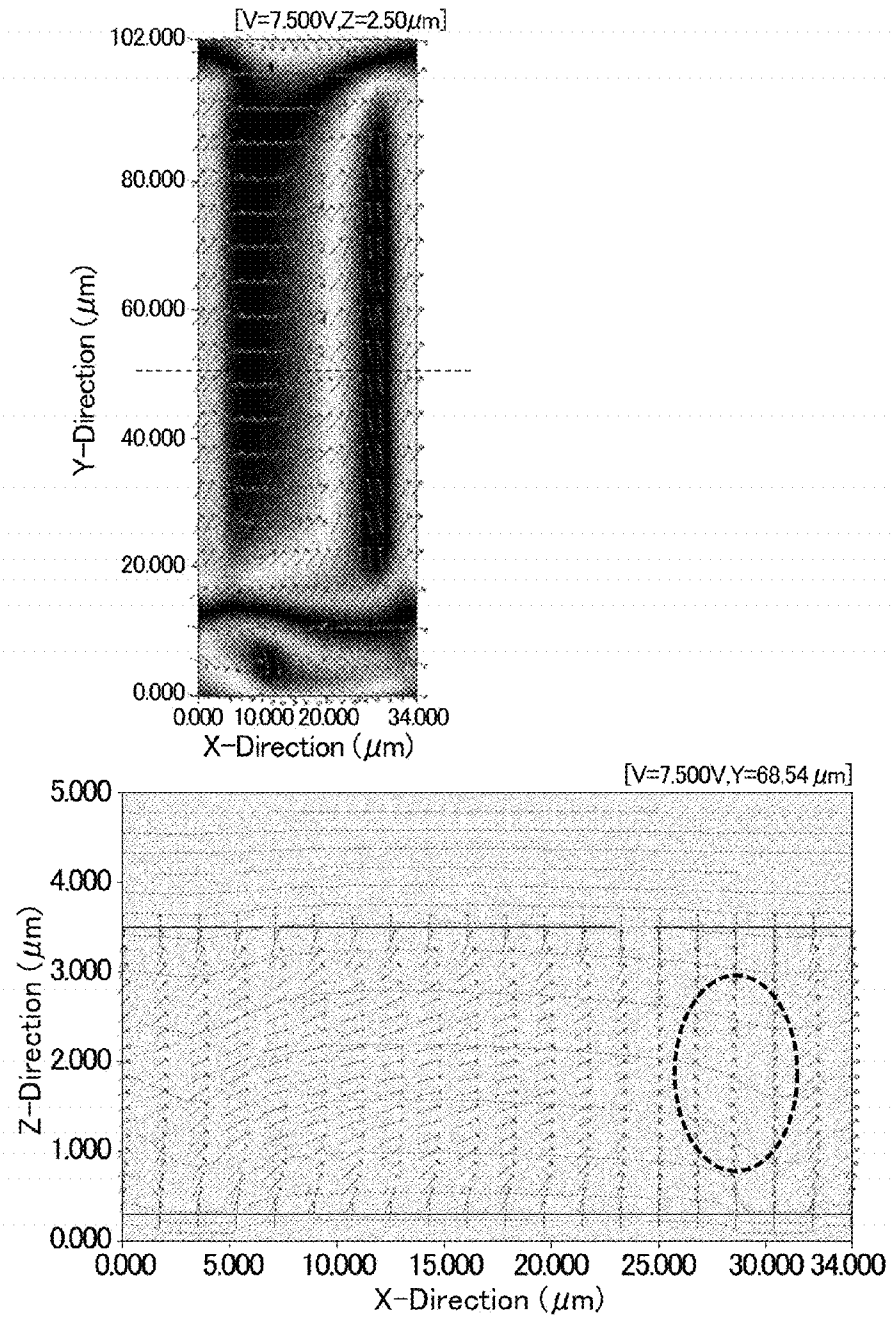 [V=7.500V,Z=2.50μm]
102.000
80.000
60.000
40.000
20.000
0.000
Y-Direction (μm)
0.000 10.000 20.000 34.000
X-Direction (μm)
[V=7.500V,Y=68.54 μm]
5.000
4.000
3.000
2.000
1.000
0.000
Z-Direction (μm)
0.000 5.000 10.000 15.000 20.000 25.000 30.000 34.000
X-Direction (μm)